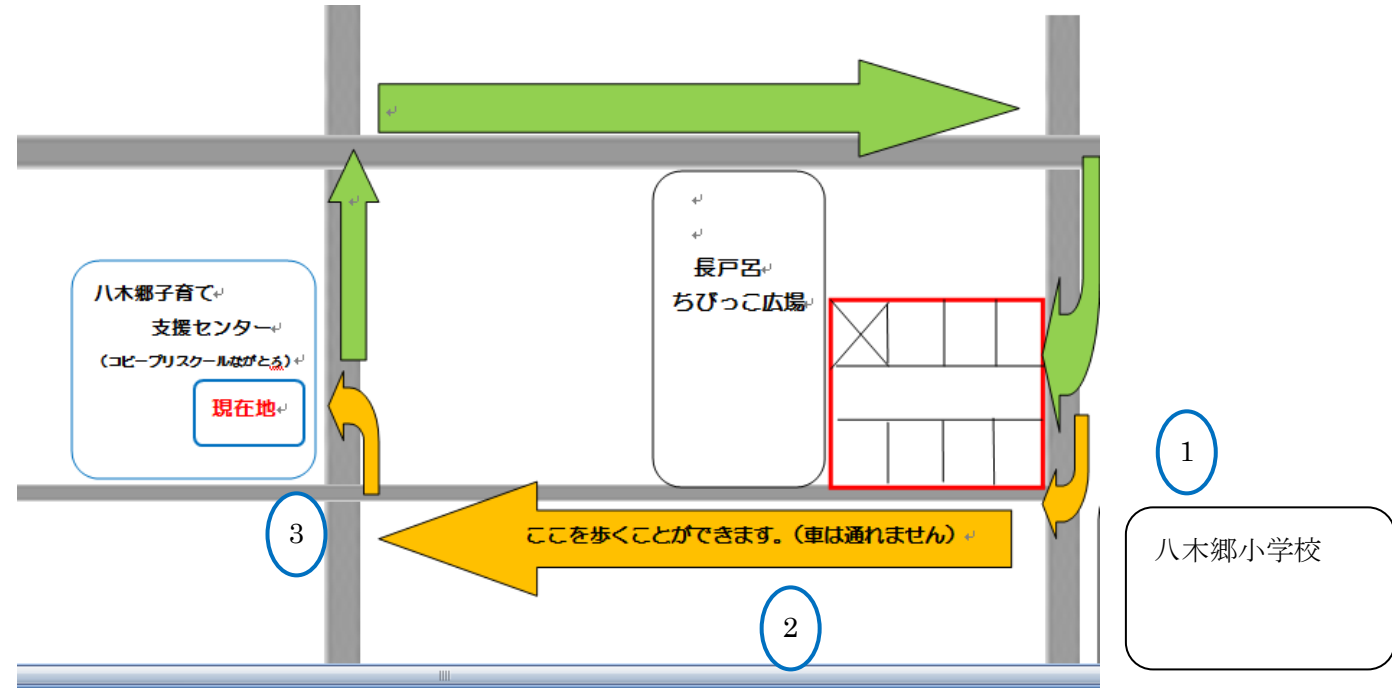 長戸呂
ちびっこ広場
八木郷子育て
支援センター
（コピープリスクールながとろ）
現在地
1
八木郷小学校
ここを歩くことができます。（車は通れません）
3
2